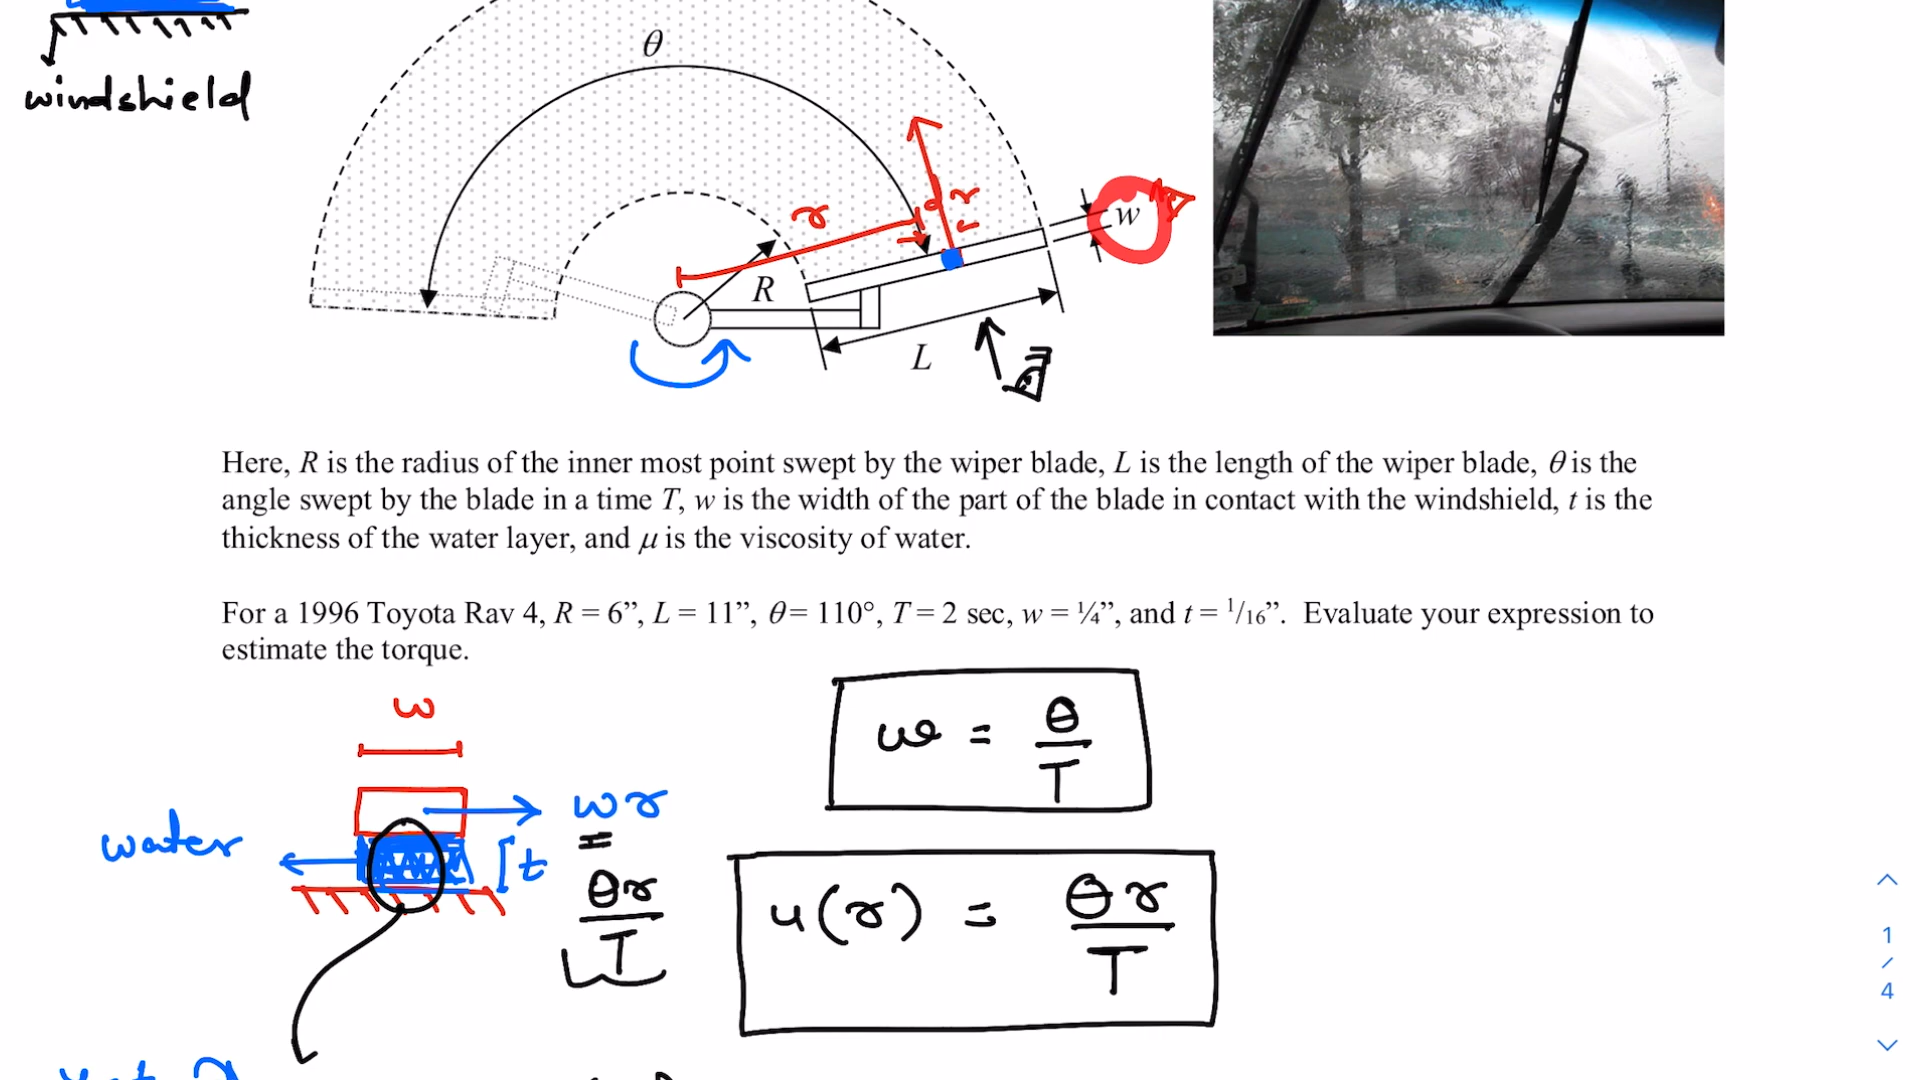 windshield
θ
r
dr
w
R
L
Here, R is the radius of the inner most point swept by the wiper blade, L is the length of the wiper blade, θ is the
angle swept by the blade in a time T, w is the width of the part of the blade in contact with the windshield, t is the
thickness of the water layer, and μ is the viscosity of water.
For a 1996 Toyota Rav 4, R = 6”, L = 11”, θ = 110°, T = 2 sec, w = ¼”, and t = 1/16”. Evaluate your expression to
estimate the torque.
w
ω = θ/T
water
t
ωr
=
θr/T
u(r) = θr/T
1
/
4